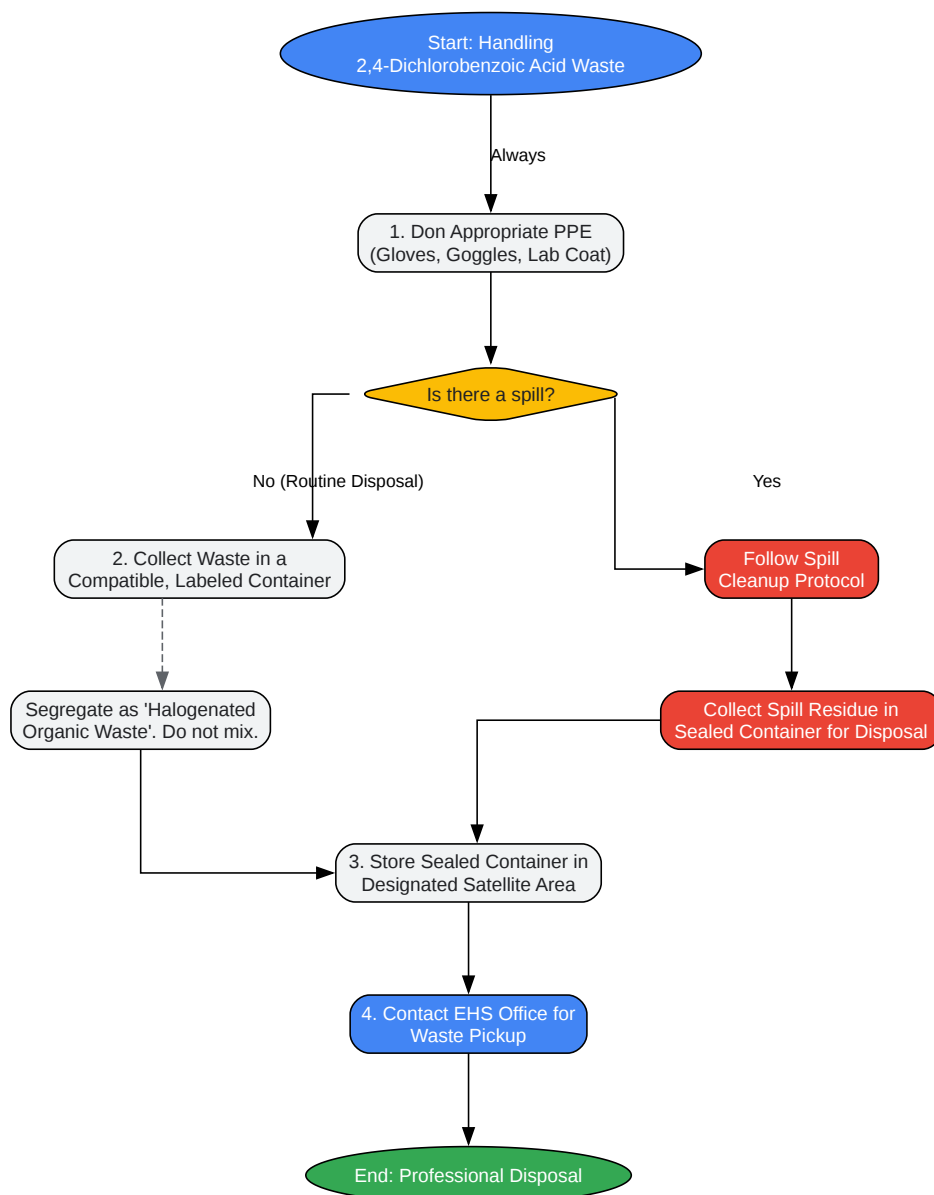 Start: Handling
2,4-Dichlorobenzoic Acid Waste
Always
1. Don Appropriate PPE
(Gloves, Goggles, Lab Coat)
Is there a spill?
No (Routine Disposal)
Yes
2. Collect Waste in a
Compatible, Labeled Container
Follow Spill
Cleanup Protocol
Segregate as 'Halogenated
Organic Waste'. Do not mix.
Collect Spill Residue in
Sealed Container for Disposal
3. Store Sealed Container in
Designated Satellite Area
4. Contact EHS Office for
Waste Pickup
End: Professional Disposal